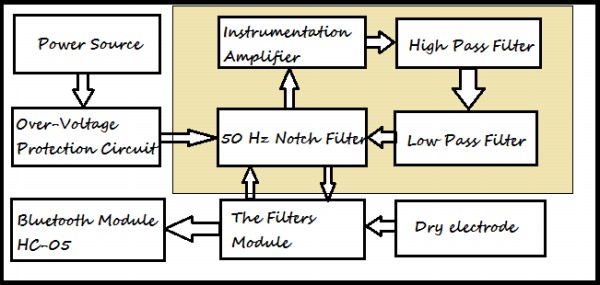 Power Source
Instrumentation
Amplifier
High Pass Filter
Over-Voltage
Protection Circuit
50 Hz Notch Filter
Low Pass Filter
Bluetooth Module
HC-05
The Filters
Module
Dry electrode